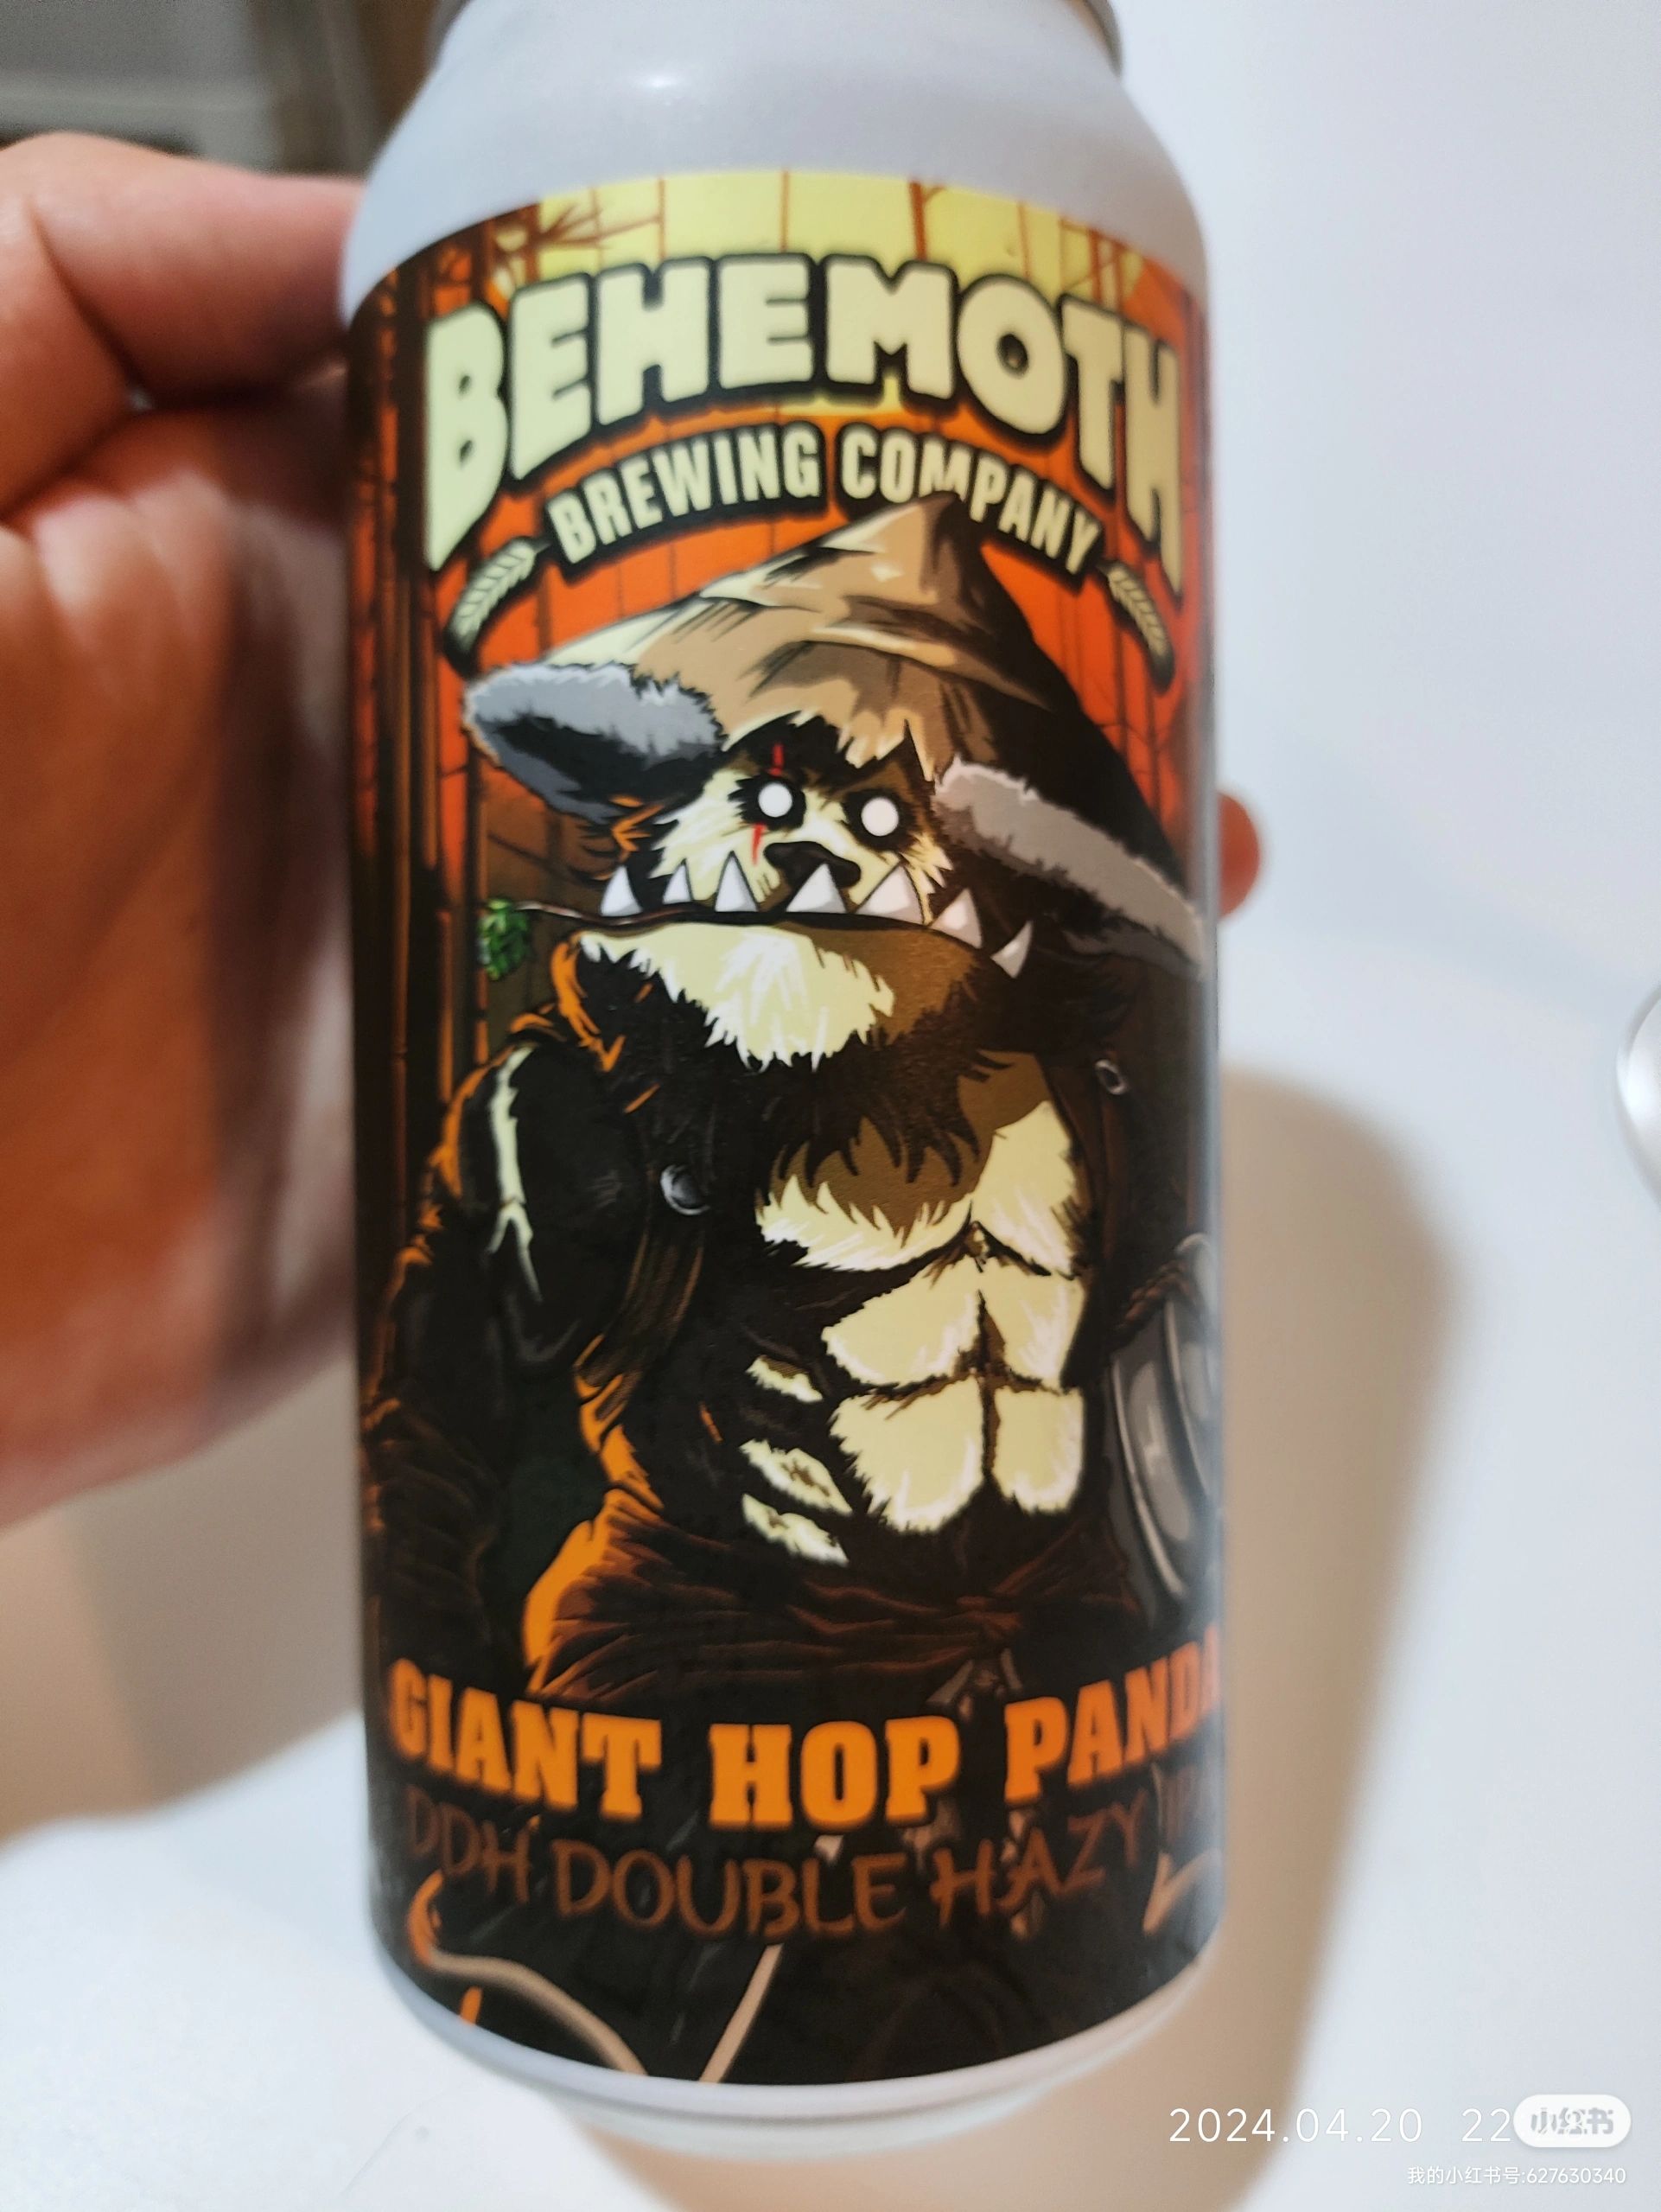 BEHEMOTH
BREWING COMPANY
GIANT HOP PANDA
DDH DOUBLE HAZY
2024.04.20 22
小红书
我的小红书号:627630340